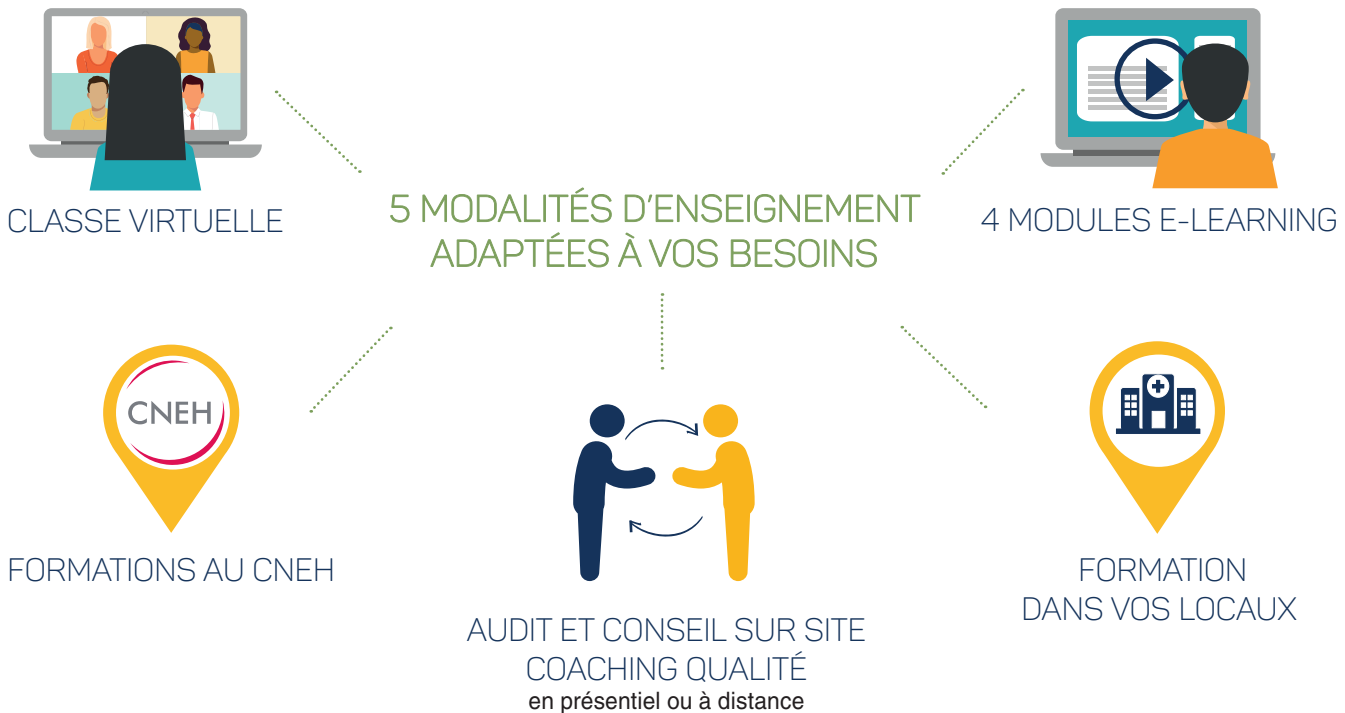 CLASSE VIRTUELLE
5 MODALITÉS D'ENSEIGNEMENT
ADAPTÉES À VOS BESOINS
4 MODULES E-LEARNING
CNEH
FORMATIONS AU CNEH
AUDIT ET CONSEIL SUR SITE
COACHING QUALITÉ
en présentiel ou à distance
FORMATION
DANS VOS LOCAUX